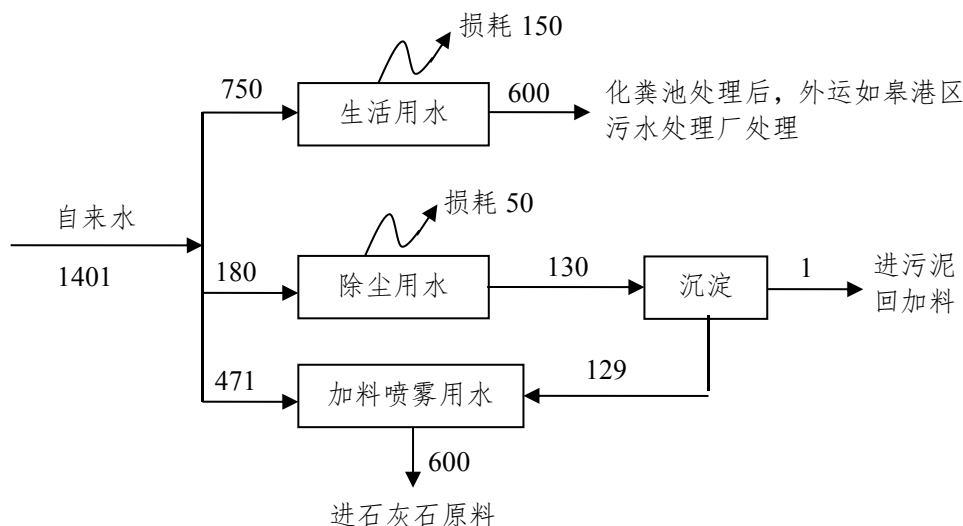 损耗 150
750
生活用水
600
化粪池处理后，外运如皋港区
污水处理厂处理
自来水
1401
损耗 50
180
除尘用水
130
沉淀
1
进污泥
回加料
471
加料喷雾用水
129
600
进石灰石原料